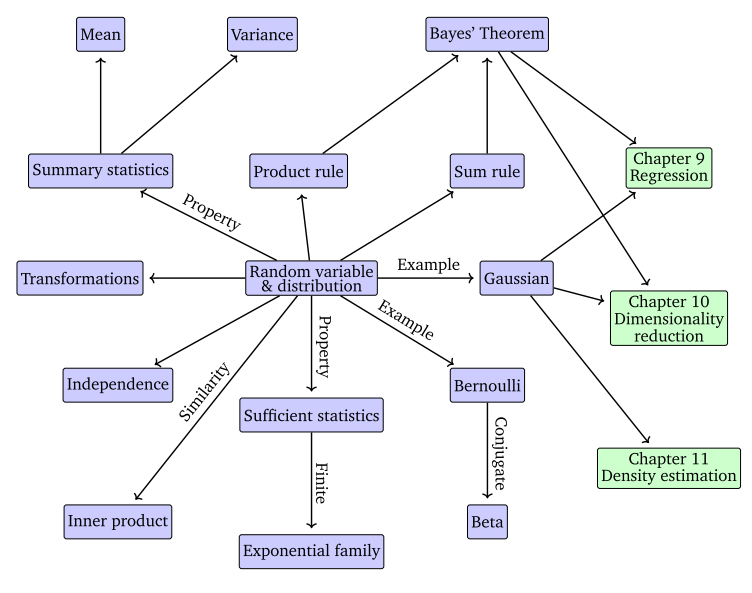 Mean
Variance
Bayes’ Theorem
Summary statistics
Product rule
Sum rule
Chapter 9
Regression
Property
Transformations
Random variable
& distribution
Example
Gaussian
Chapter 10
Dimensionality
reduction
Example
Property
Similarity
Independence
Bernoulli
Sufficient statistics
Conjugate
Chapter 11
Density estimation
Finite
Inner product
Beta
Exponential family